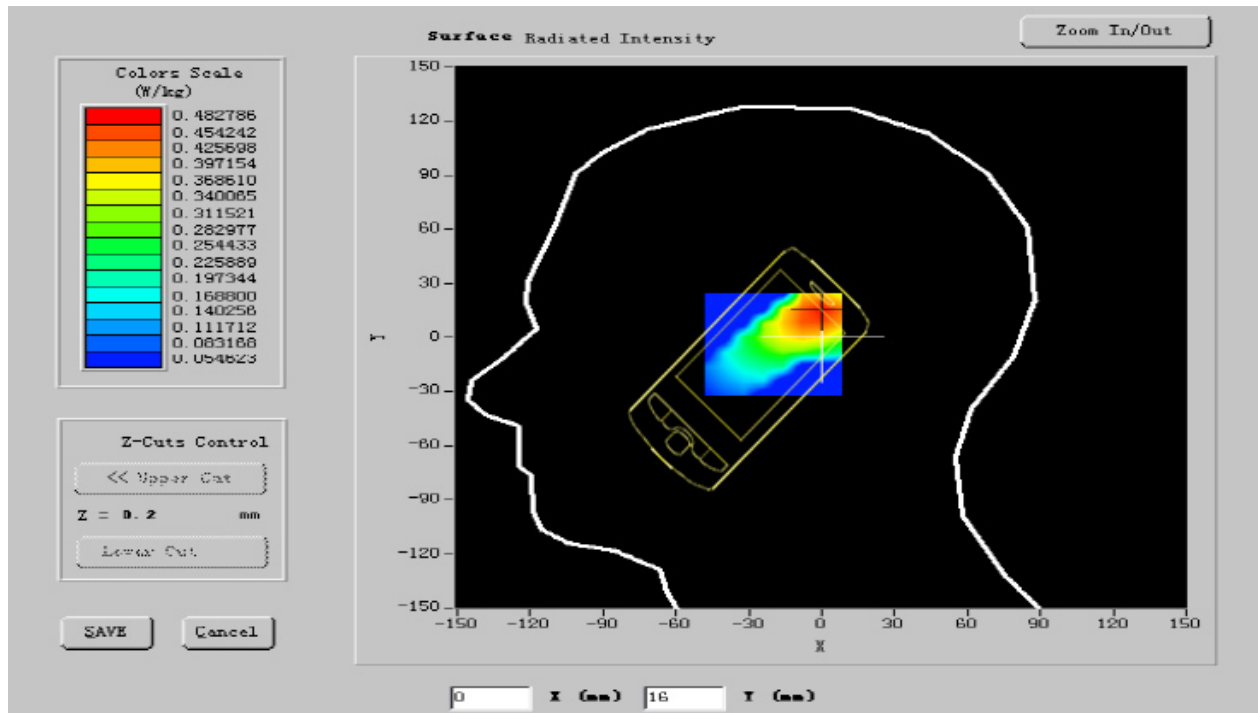 Surface Radiated Intensity
Zoom In/Out
Colors Scale
(W/kg)
0.482786
0.454242
0.425698
0.397154
0.368610
0.340065
0.311521
0.282977
0.254433
0.225889
0.197344
0.168800
0.140256
0.111712
0.083168
0.054623
Z-Cuts Control
<< Upper Cut
Z = 0.2 mm
Lower Cut
SAVE Cancel
150
120
90
60
30
0
-30
-60
-90
-120
-150
Y
-150 -120 -90 -60 -30 0 30 60 90 120 150
X
0 X (mm) 16 Y (mm)